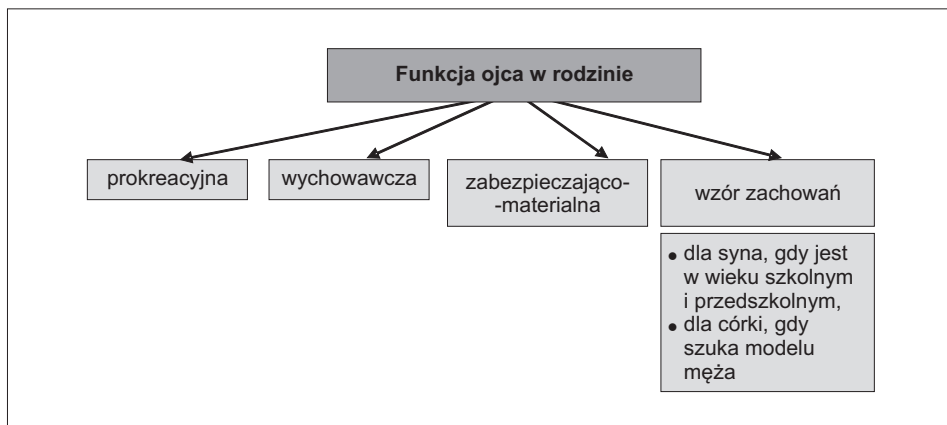 Funkcja ojca w rodzinie
prokreacyjna
wychowawcza
zabezpieczająco-
-materialna
wzór zachowań
• dla syna, gdy jest
w wieku szkolnym
i przedszkolnym,
• dla córki, gdy
szuka modelu
męża